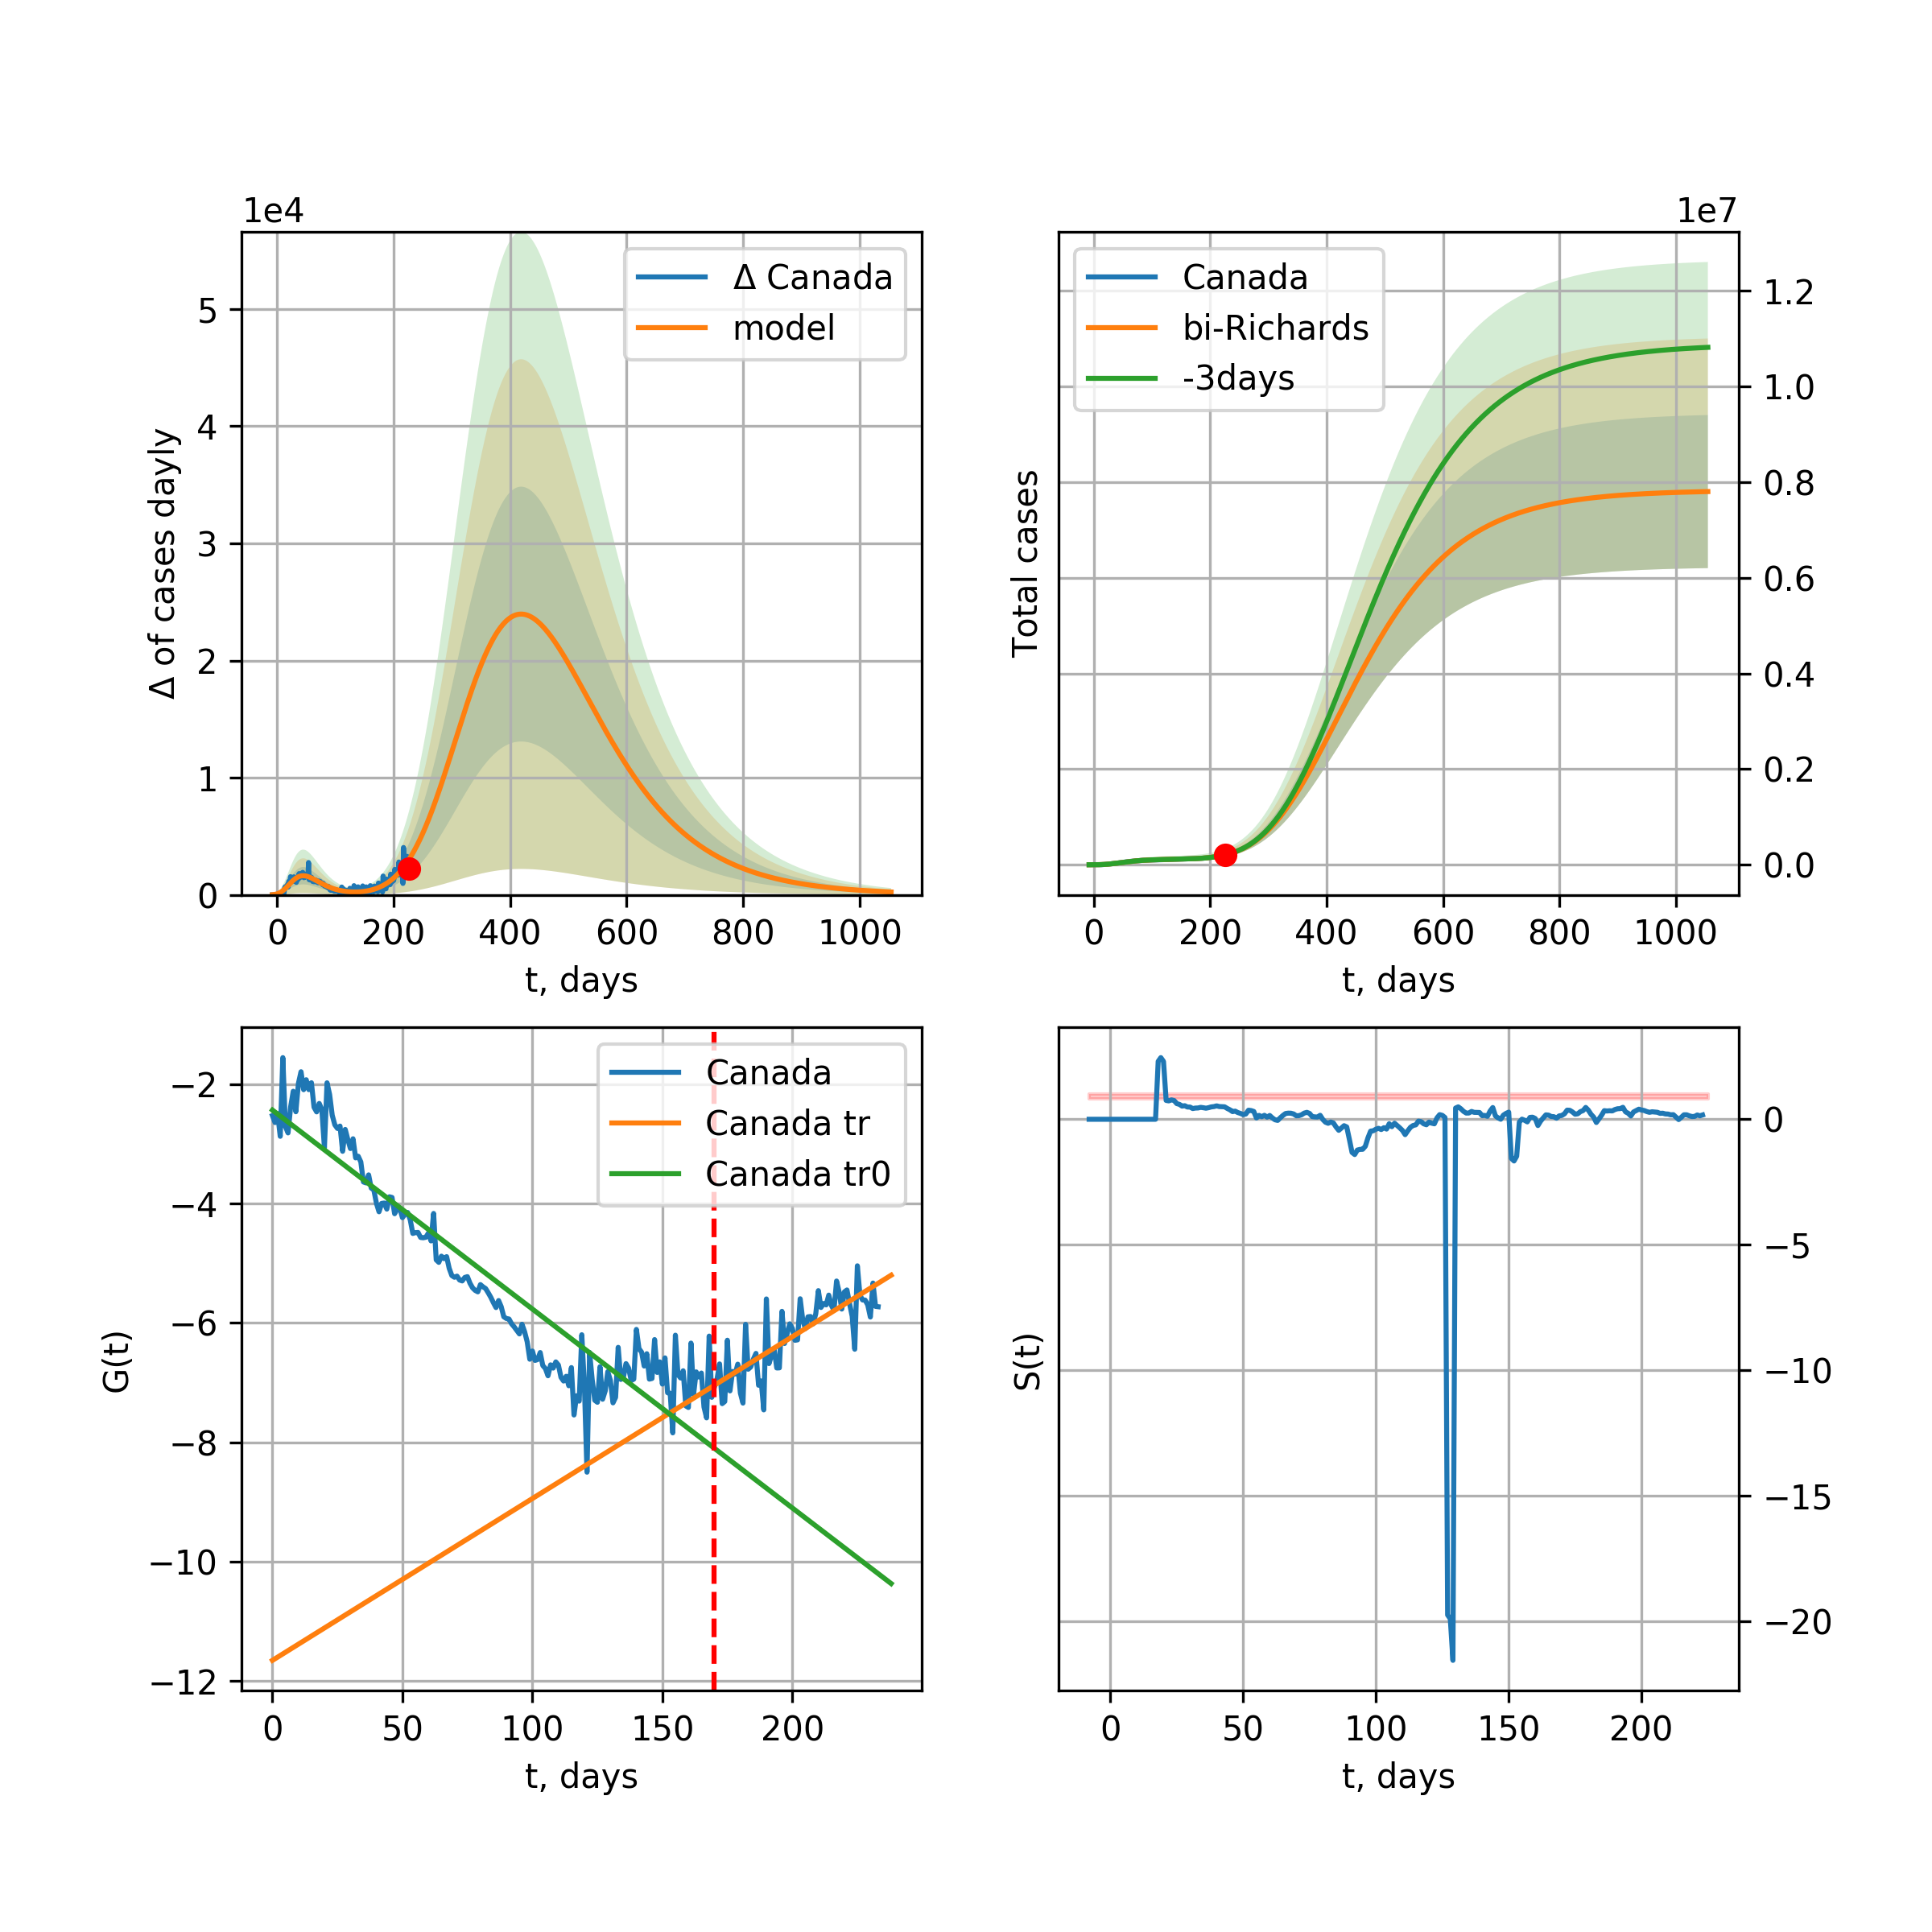 1e4
Δ Canada
model
5
4
3
2
1
0
Δ of cases dayly
0 200 400 600 800 1000
t, days
1e7
Canada
bi-Richards
-3days
1.2
1.0
0.8
0.6
0.4
0.2
0.0
Total cases
0 200 400 600 800 1000
t, days
Canada
Canada tr
Canada tr0
−2
−4
−6
−8
−10
−12
G(t)
0 50 100 150 200
t, days
0
−5
−10
−15
−20
S(t)
0 50 100 150 200
t, days